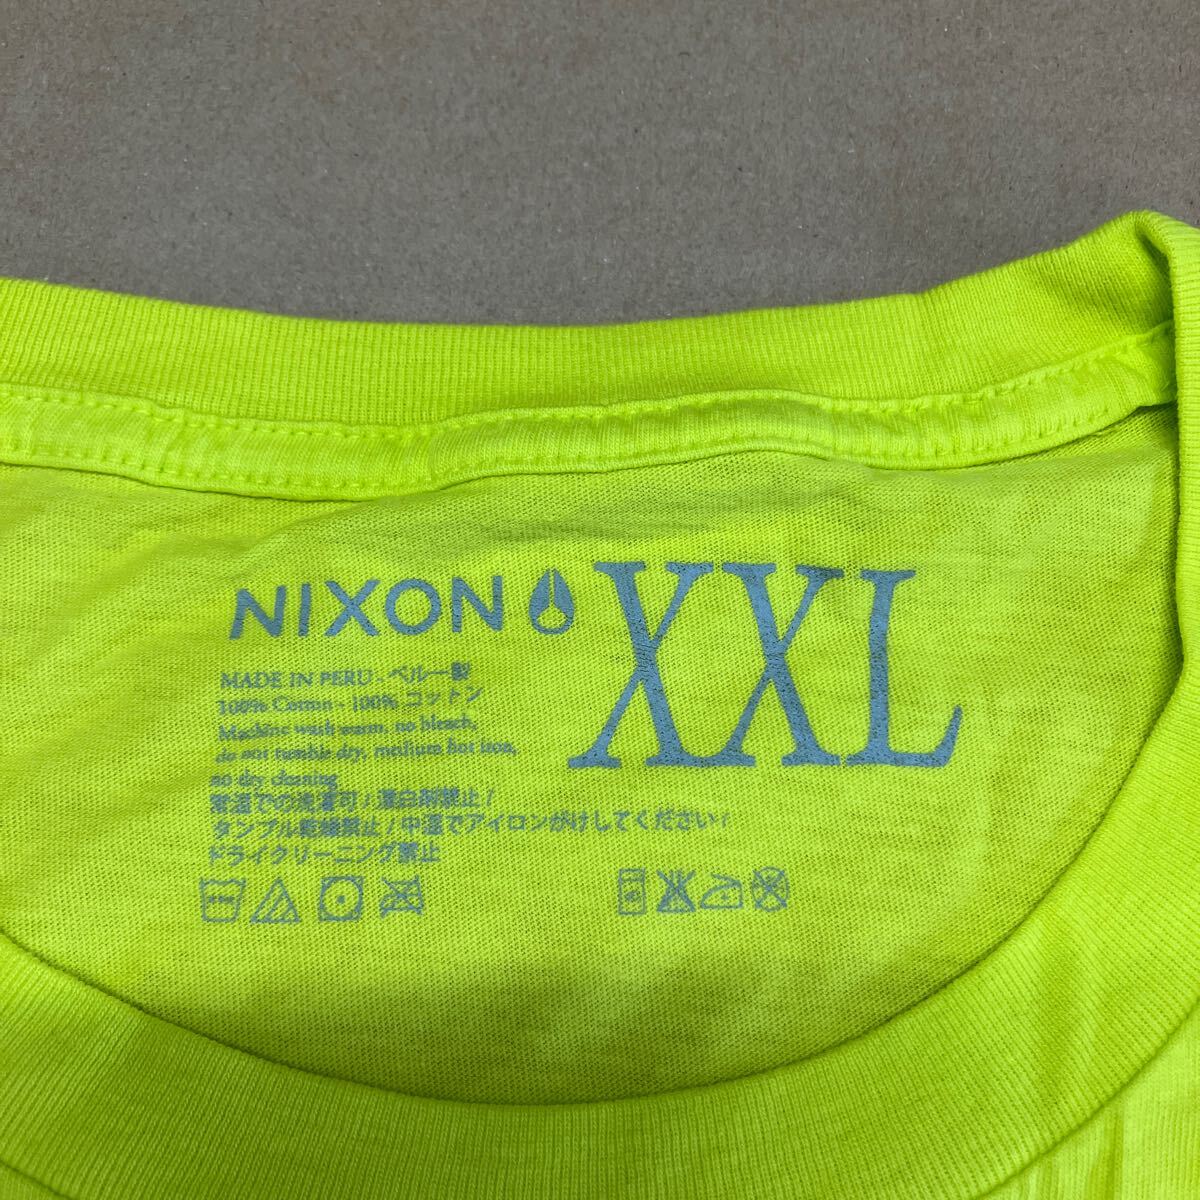 NIXON XXL
MADE IN PERU - ペルー製
100% Cotton - 100% コットン
Machine wash warm, no bleach,
do not tumble dry, medium hot iron,
no dry cleaning
常温での洗濯可 / 漂白剤禁止 /
タンブル乾燥禁止 / 中温でアイロンがけしてください /
ドライクリーニング禁止